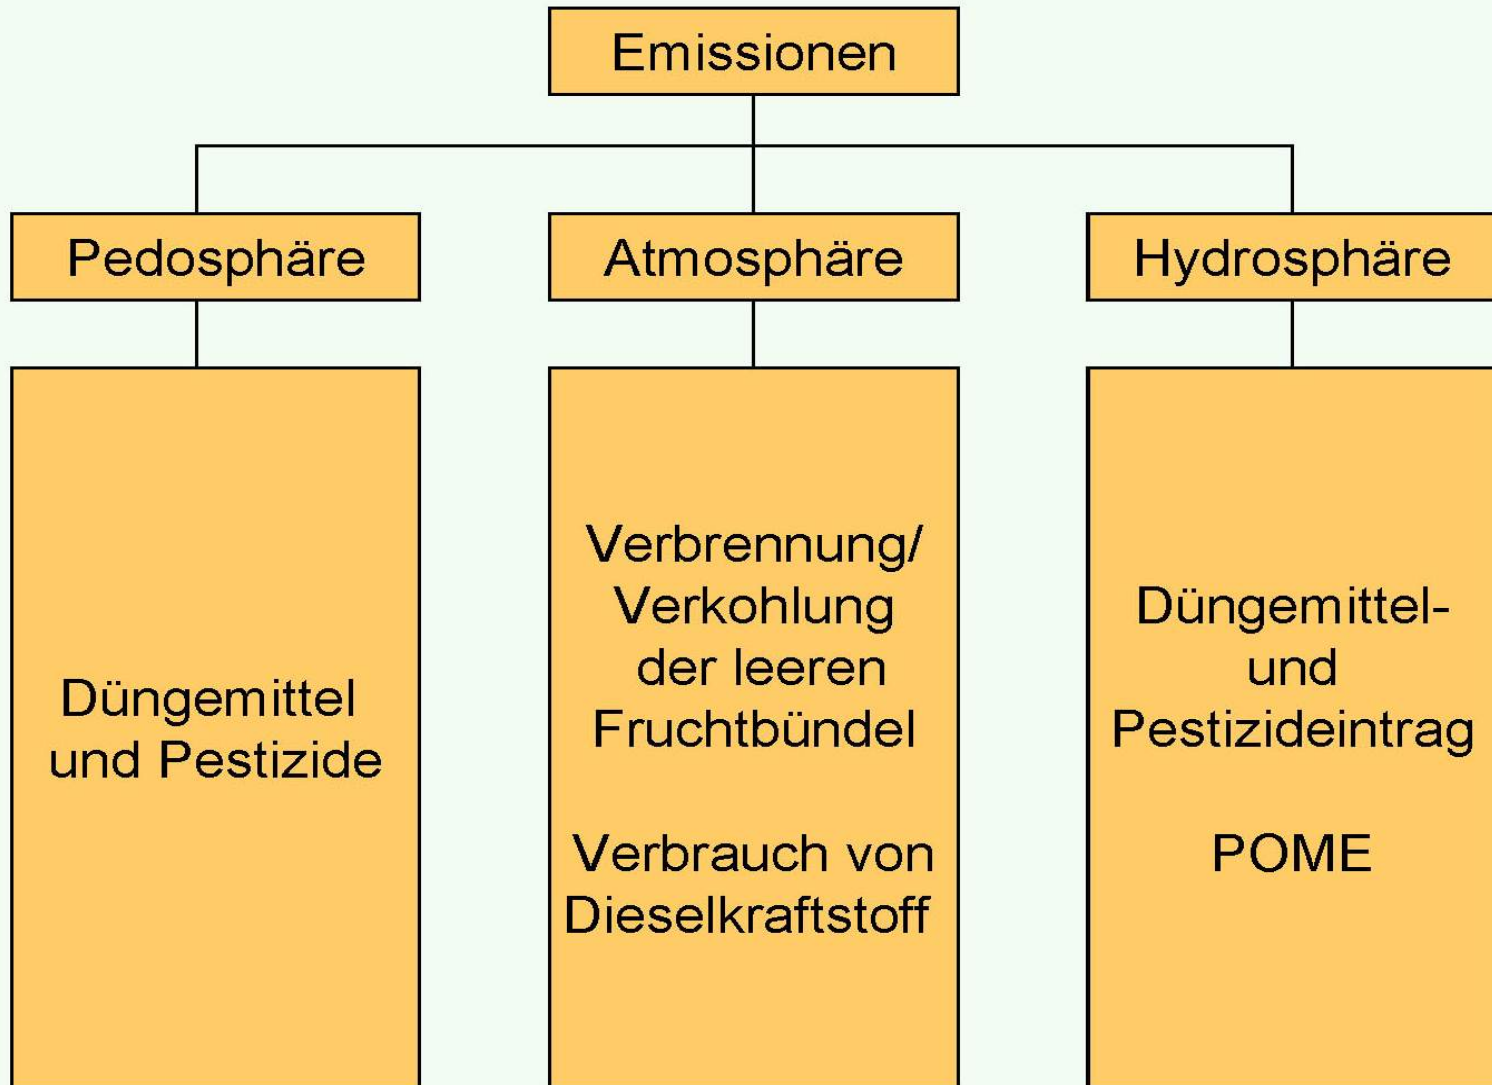 Emissionen
Pedosphäre
Atmosphäre
Hydrosphäre
Düngemittel
und Pestizide
Verbrennung/
Verkohlung
der leeren
Fruchtbündel
Verbrauch von
Dieselkraftstoff
Düngemittel-
und
Pestizideintrag
POME